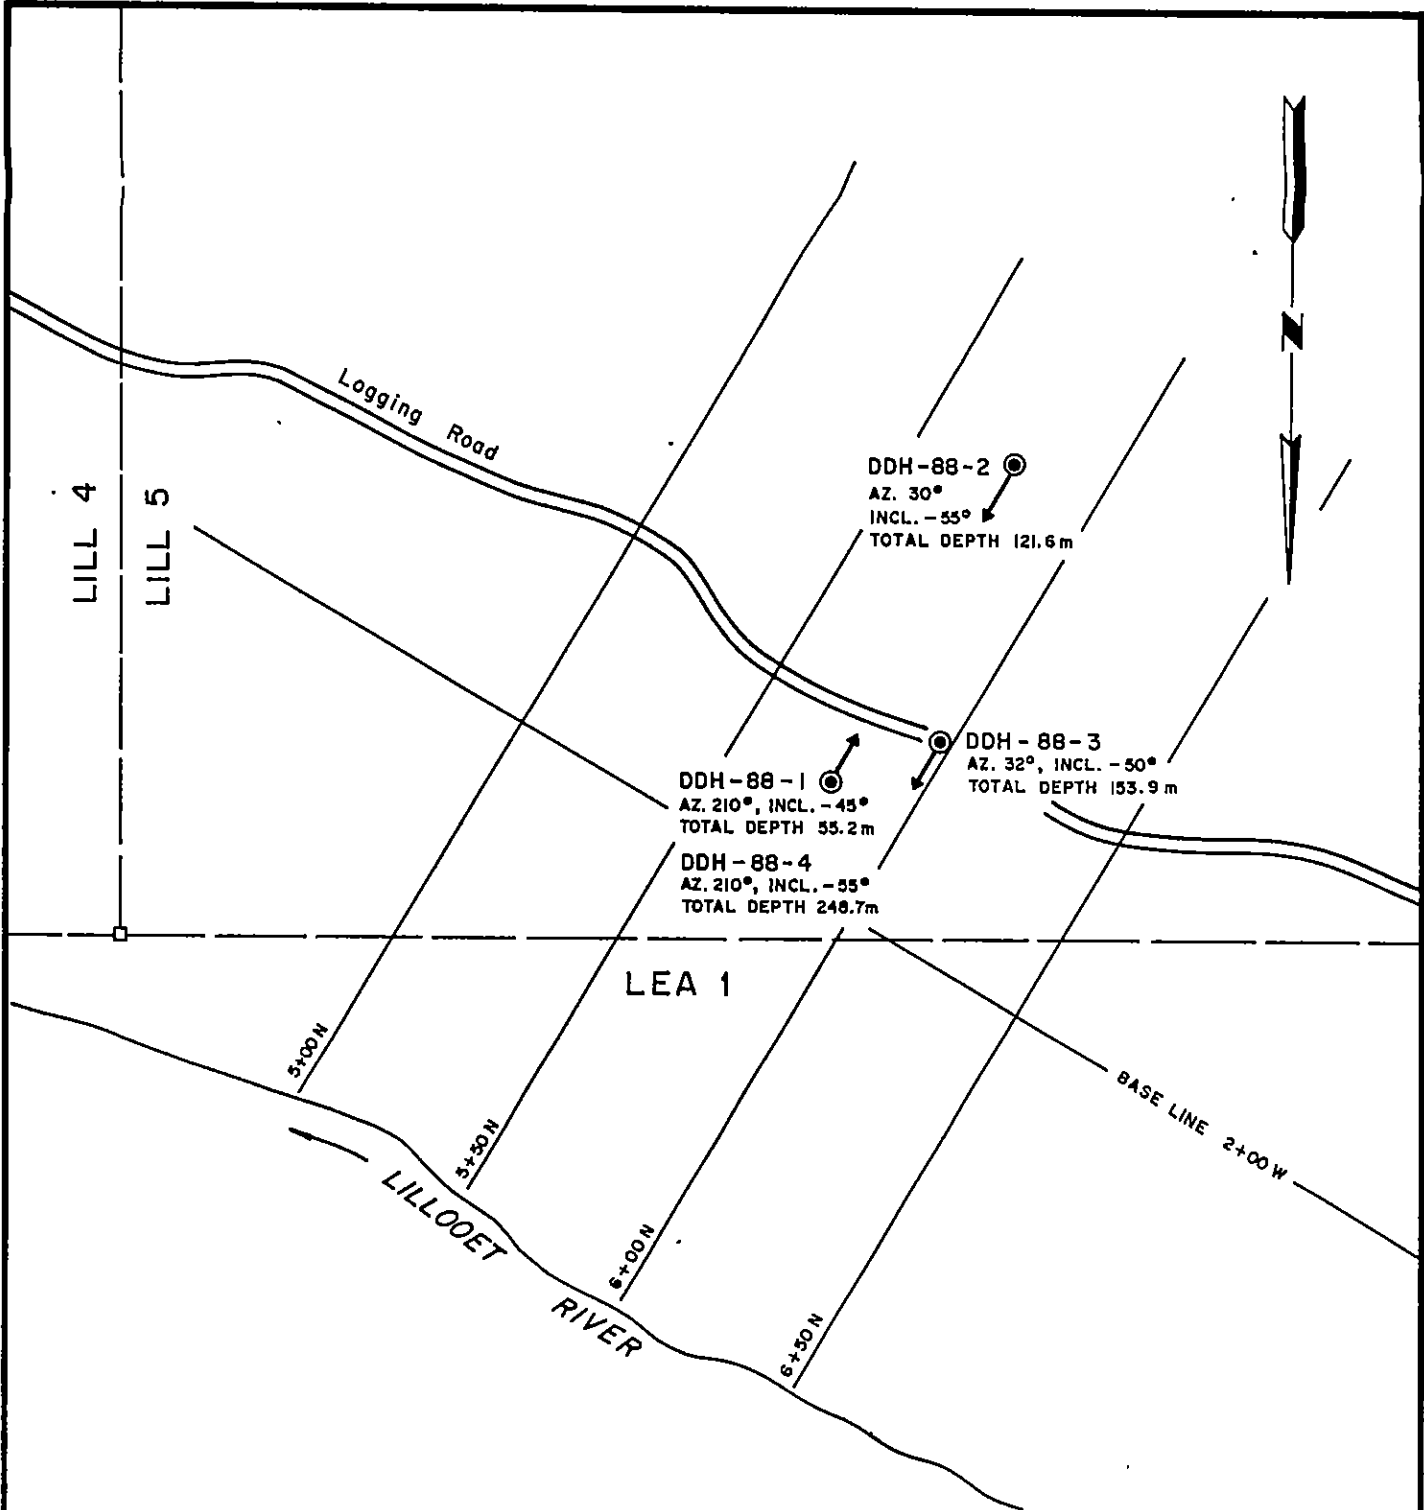 N
Logging Road
LILL 4
LILL 5
DDH-88-2
AZ. 30°
INCL. -55°
TOTAL DEPTH 121.6m
DDH-88-3
AZ. 32°, INCL. -50°
TOTAL DEPTH 153.9m
DDH-88-1
AZ. 210°, INCL. -45°
TOTAL DEPTH 55.2m
DDH-88-4
AZ. 210°, INCL. -55°
TOTAL DEPTH 248.7m
LEA 1
5+00N
5+50N
6+00N
6+50N
BASE LINE 2+00W
LILLOOET
RIVER